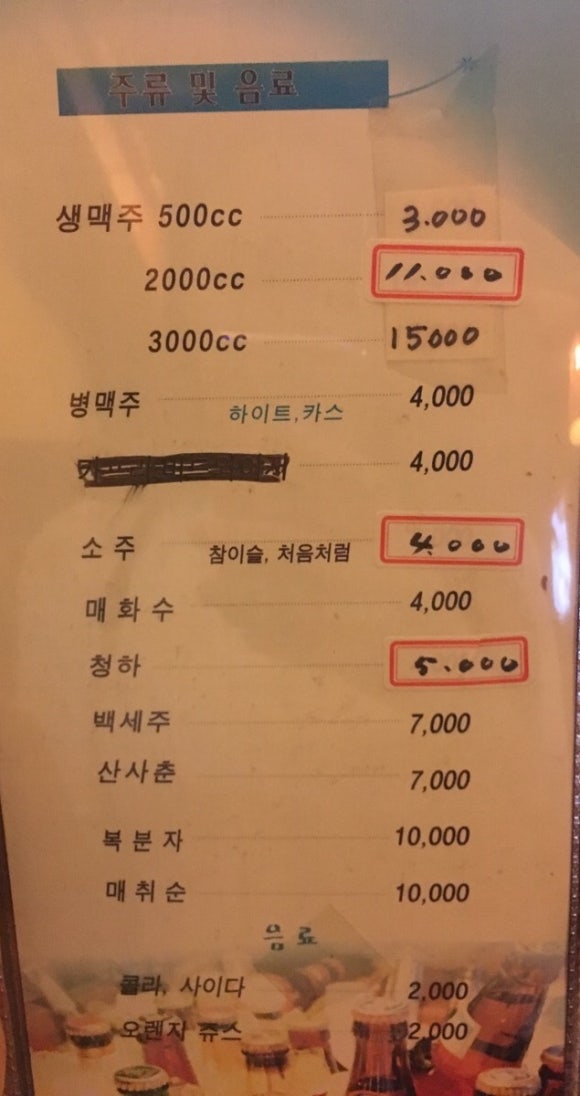 주류 및 음료
생맥주 500cc 3.000
2000cc 11.000
3000cc 15000
병맥주 하이트,카스 4,000
4,000
소주 참이슬, 처음처럼 4.000
매화수 4,000
청하 5.000
백세주 7,000
산사춘 7,000
복분자 10,000
매취순 10,000
음료
콜라, 사이다 2,000
오렌자 쥬스 2,000